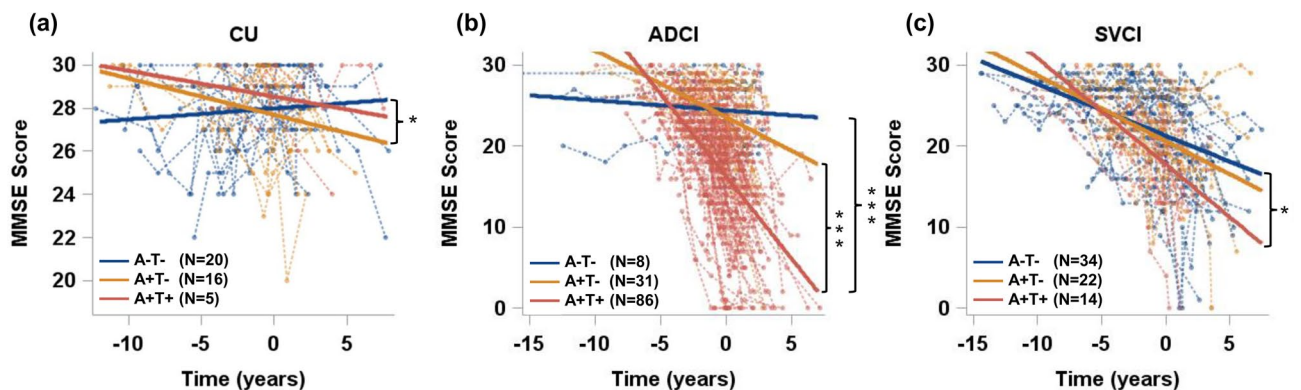 (a)
CU
MMSE Score
30
28
26
24
22
20
A-T- (N=20)
A+T- (N=16)
A+T+ (N=5)
*
-10 -5 0 5
Time (years)
(b)
ADCI
MMSE Score
30
20
10
0
A-T- (N=8)
A+T- (N=31)
A+T+ (N=86)
***
***
-15 -10 -5 0 5
Time (years)
(c)
SVCI
MMSE Score
30
20
10
0
A-T- (N=34)
A+T- (N=22)
A+T+ (N=14)
*
-15 -10 -5 0 5
Time (years)